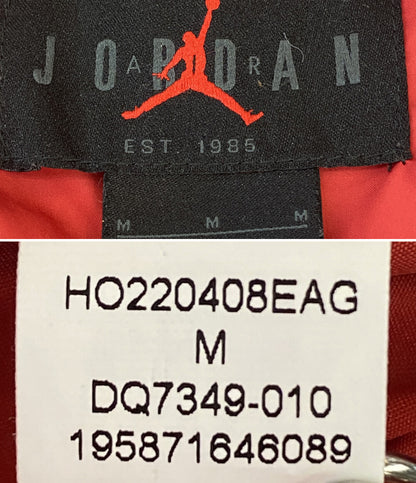 JORDAN
AIR
EST. 1985
M M M
HO220408EAG
M
DQ7349-010
195871646089